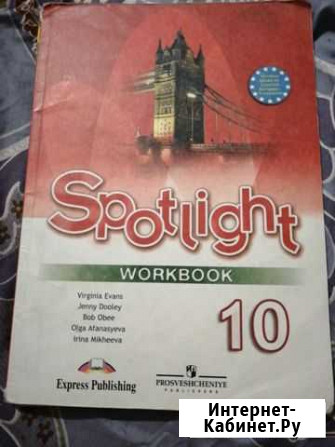 Spotlight
WORKBOOK
Virginia Evans
Jenny Dooley
Bob Obee
Olga Afanasyeva
Irina Mikheeva
10
Express Publishing
PROSVESHCHENIYE
PUBLISHERS
Интернет-
Кабинет.Ру